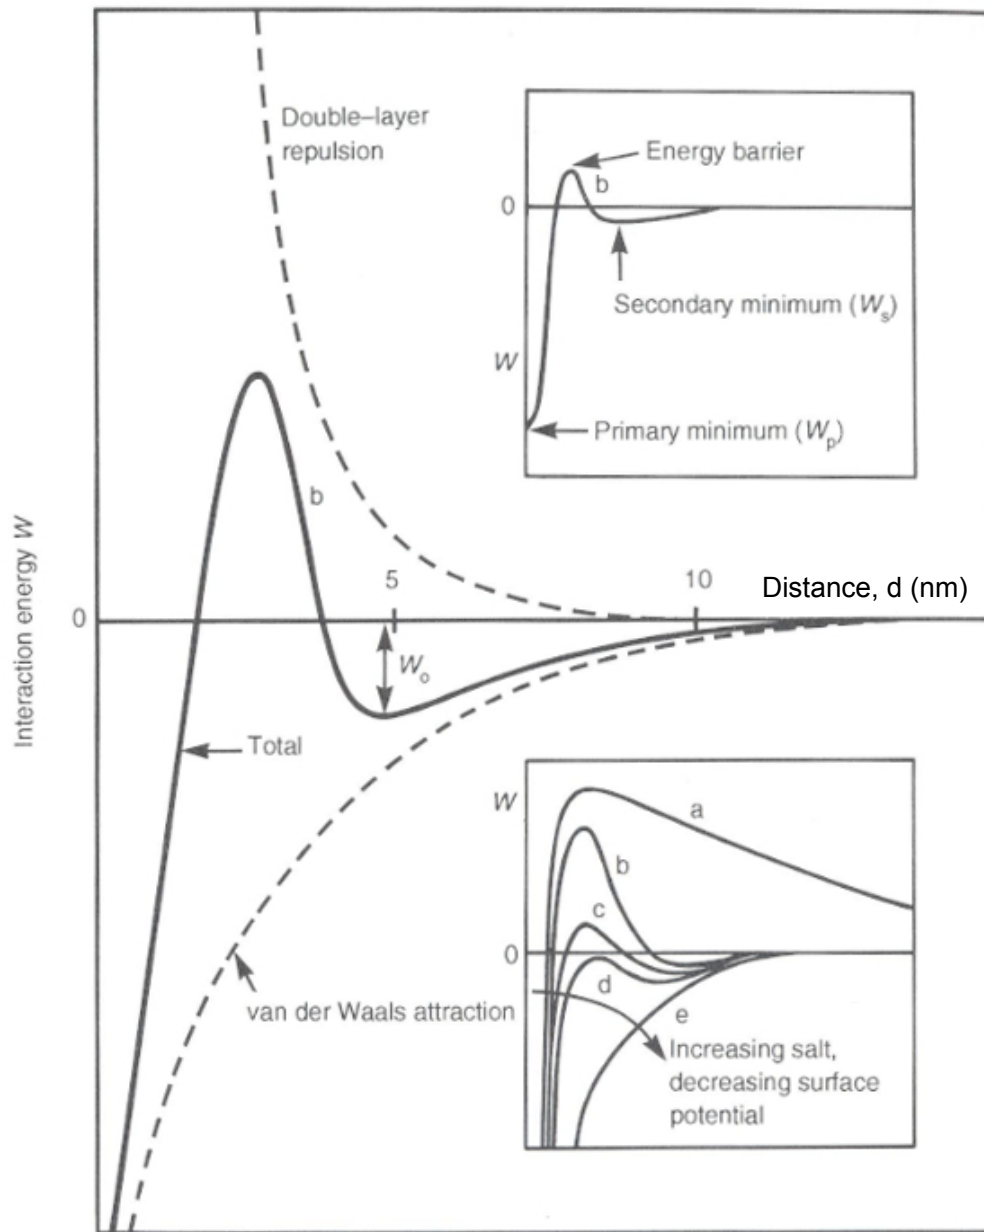 Double–layer
repulsion
Energy barrier
b
0
Secondary minimum (Ws)
W
Primary minimum (Wp)
b
Interaction energy W
5
10
Distance, d (nm)
0
Wo
Total
W
a
b
c
0
d
e
van der Waals attraction
Increasing salt,
decreasing surface
potential